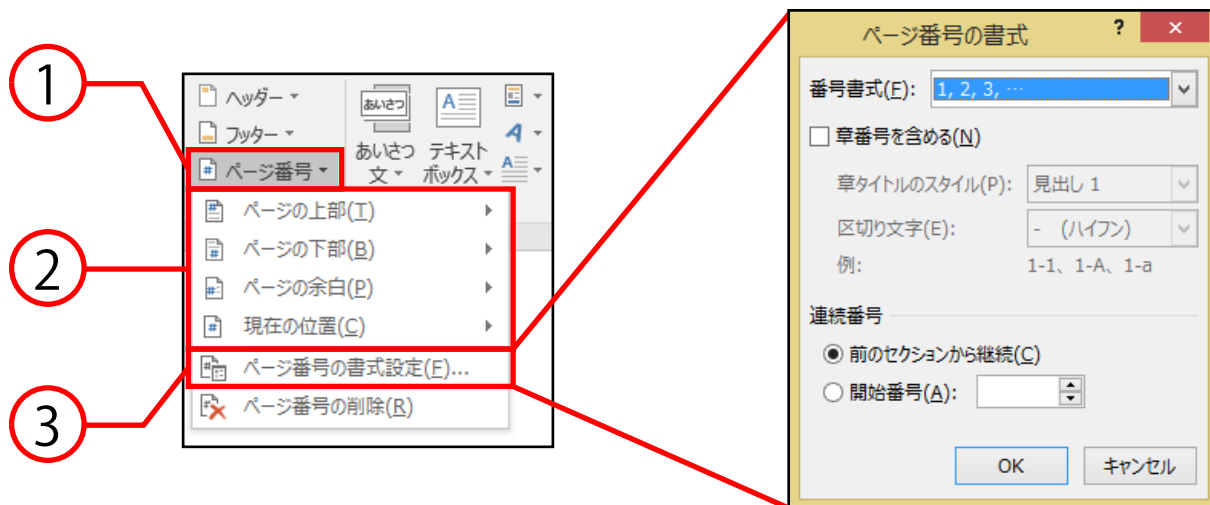 1
2
3
ヘッダー
フッター
ページ番号
あいさつ
あいさつ
文
A
テキスト
ボックス
A
A
ページの上部(T)
ページの下部(B)
ページの余白(P)
現在の位置(C)
ページ番号の書式設定(F)...
ページ番号の削除(R)
ページ番号の書式
?
×
番号書式(F): 1, 2, 3, …
章番号を含める(N)
章タイトルのスタイル(P): 見出し 1
区切り文字(E): - (ハイフン)
例: 1-1、1-A、1-a
連続番号
前のセクションから継続(C)
開始番号(A):
OK キャンセル